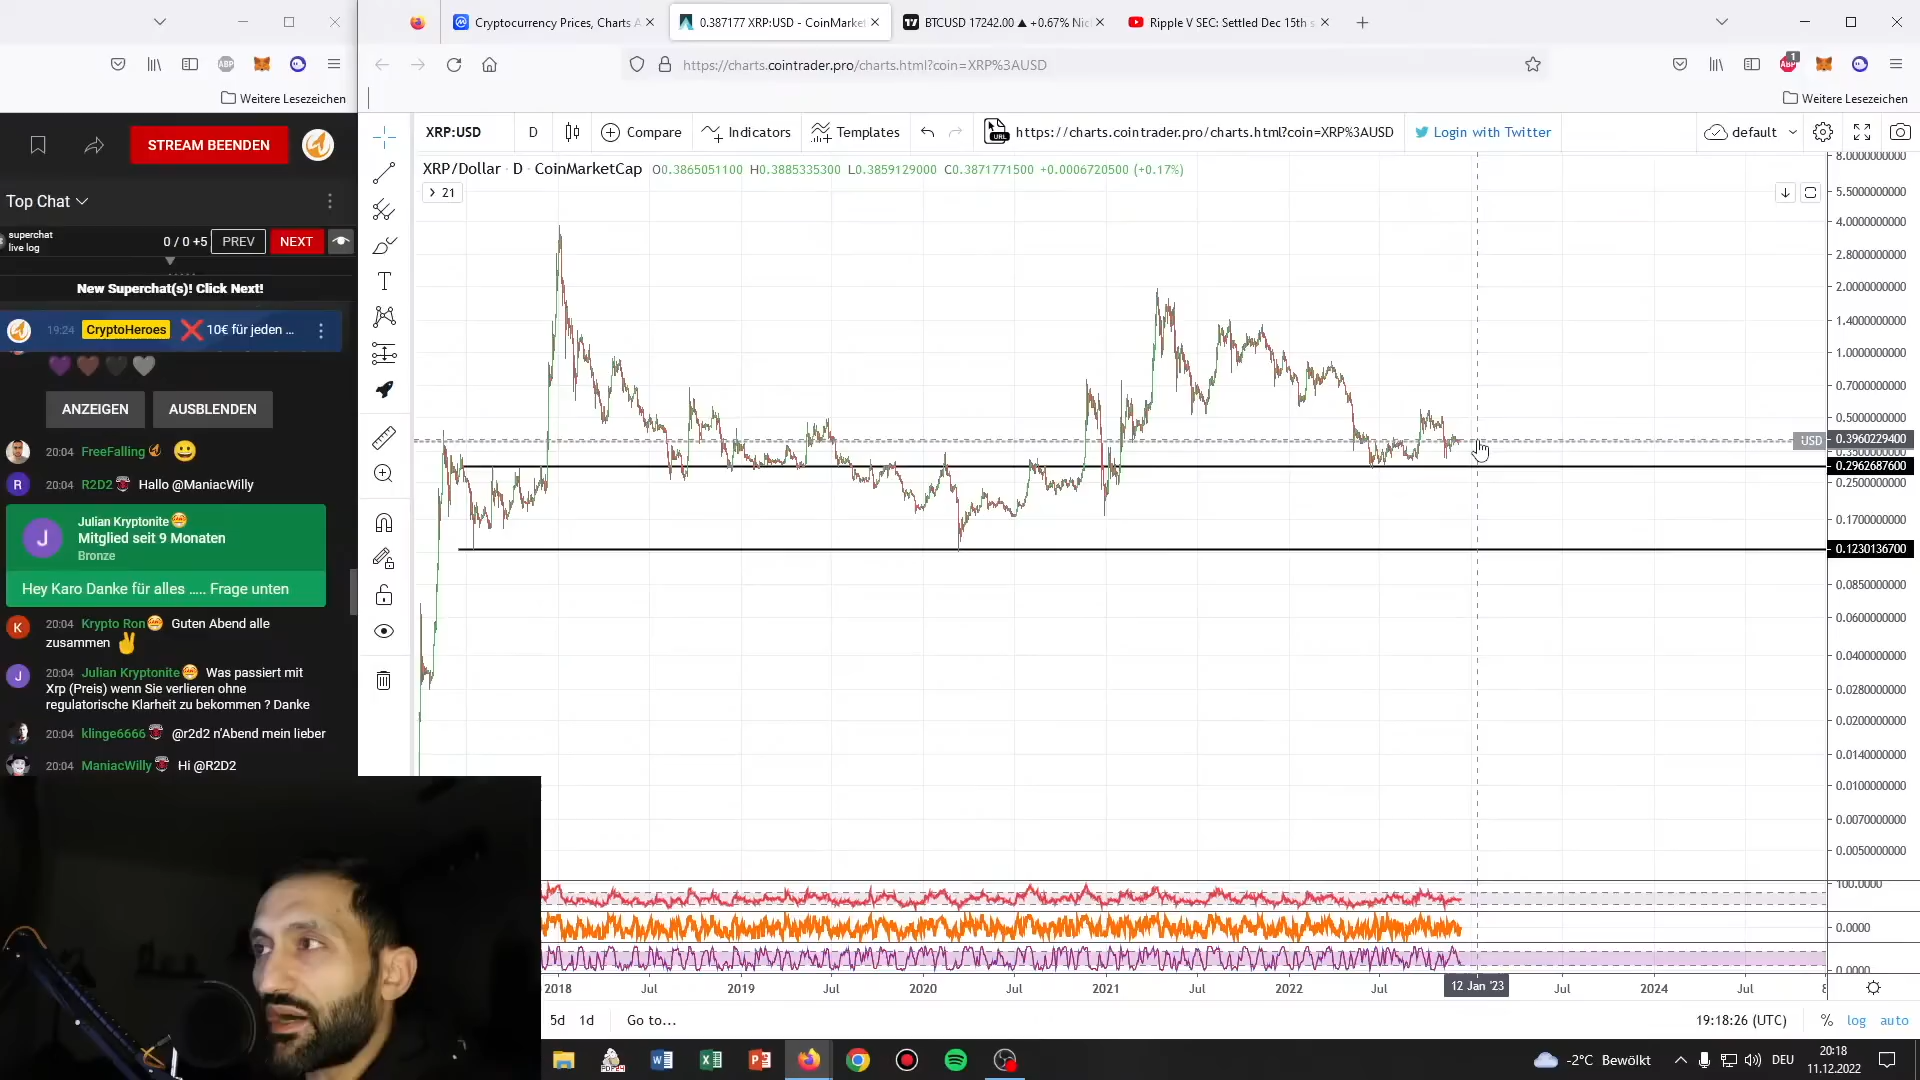 Cryptocurrency Prices, Charts A
0.387177 XRP:USD - CoinMarke
BTCUSD 17242.00 ▲ +0.67% Nic
Ripple V SEC: Settled Dec 15th s
https://charts.cointrader.pro/charts.html?coin=XRP%3AUSD
ABP
1
Weitere Lesezeichen
Weitere Lesezeichen
STREAM BEENDEN
XRP:USD
D
Compare
Indicators
Templates
URL
https://charts.cointrader.pro/charts.html?coin=XRP%3AUSD
Login with Twitter
default
XRP/Dollar · D · CoinMarketCap
O0.3865051100 H0.3885335300 L0.3859129000 C0.3871771500 +0.0006720500 (+0.17%)
21
Top Chat
superchat
live log
0 / 0 +5
PREV
NEXT
New Superchat(s)! Click Next!
19:24 CryptoHeroes ❌ 10€ für jeden ...
ANZEIGEN
AUSBLENDEN
20:04 FreeFalling 😀
R
20:04 R2D2 Hallo @ManiacWilly
J
Julian Kryptonite
Mitglied seit 9 Monaten
Bronze
Hey Karo Danke für alles ..... Frage unten
K
20:04 Krypto Ron Guten Abend alle
zusammen ✌
J
20:04 Julian Kryptonite Was passiert mit
Xrp (Preis) wenn Sie verlieren ohne
regulatorische Klarheit zu bekommen ? Danke
20:04 klinge6666 @r2d2 n'Abend mein lieber
20:04 ManiacWilly Hi @R2D2
8.0000000000
5.5000000000
4.0000000000
2.8000000000
2.0000000000
1.4000000000
1.0000000000
0.7000000000
0.5000000000
USD
0.3960229400
0.3500000000
0.2962687600
0.2500000000
0.1700000000
0.1230136700
0.0850000000
0.0600000000
0.0400000000
0.0280000000
0.0200000000
0.0140000000
0.0100000000
0.0070000000
0.0050000000
100.0000
0.0000
0.0000
2018
Jul
2019
Jul
2020
Jul
2021
Jul
2022
Jul
12 Jan '23
Jul
2024
Jul
5d
1d
Go to...
19:18:26 (UTC)
%
log
auto
-2°C Bewölkt
DEU
20:18
11.12.2022